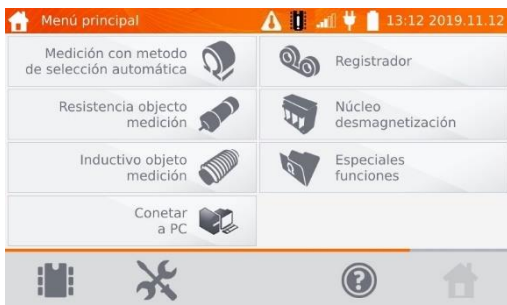 Menú principal
13:12 2019.11.12
Medición con metodo
de selección automática
Registrador
Resistencia objecto
medición
Núcleo
desmagnetización
Inductivo objeto
medición
Especiales
funciones
Conetar
a PC